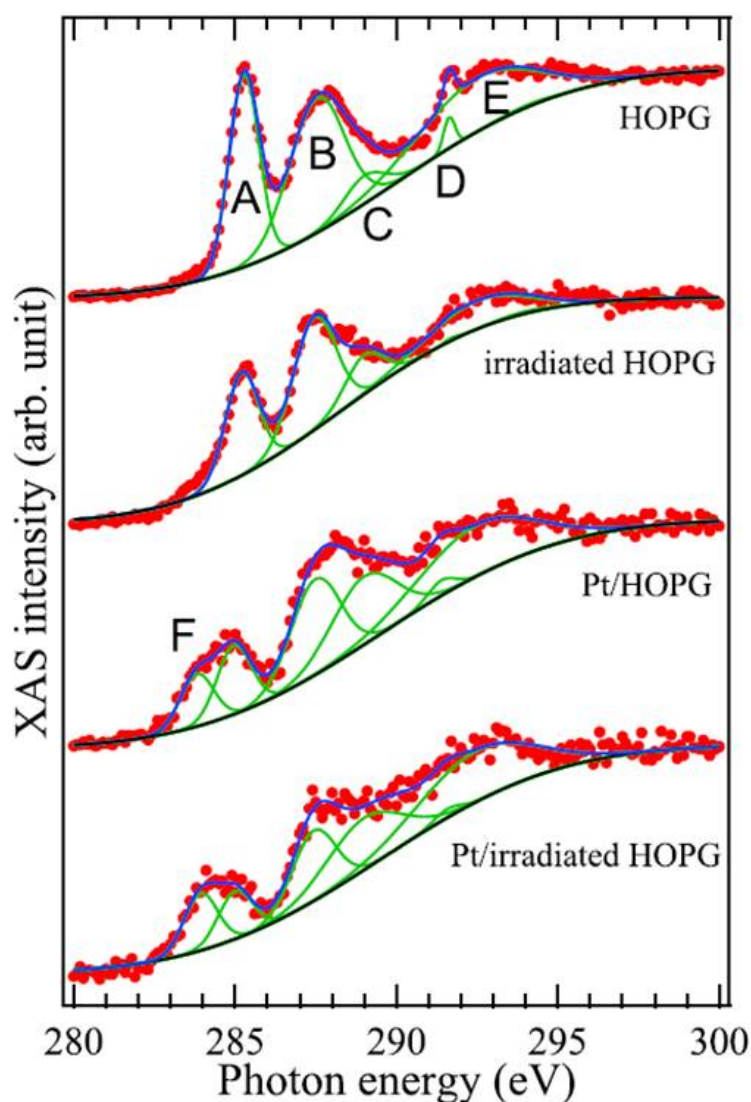 A
B
C
D
E
HOPG
irradiated HOPG
F
Pt/HOPG
Pt/irradiated HOPG
XAS intensity (arb. unit)
280 285 290 295 300
Photon energy (eV)